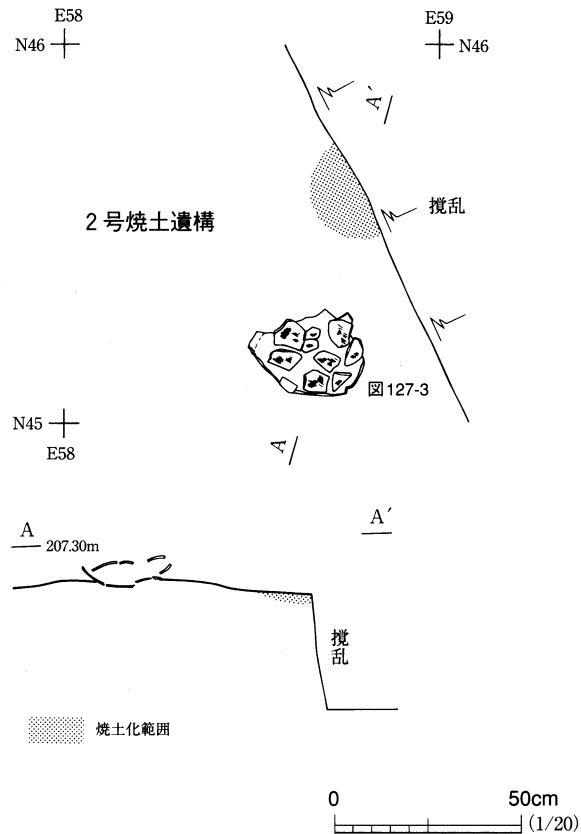 E58
E59
N46
N46
A´
2号焼土遺構
撹乱
図127-3
N45
E58
A
A
A´
207.30m
撹乱
焼土化範囲
0
50cm
(1/20)